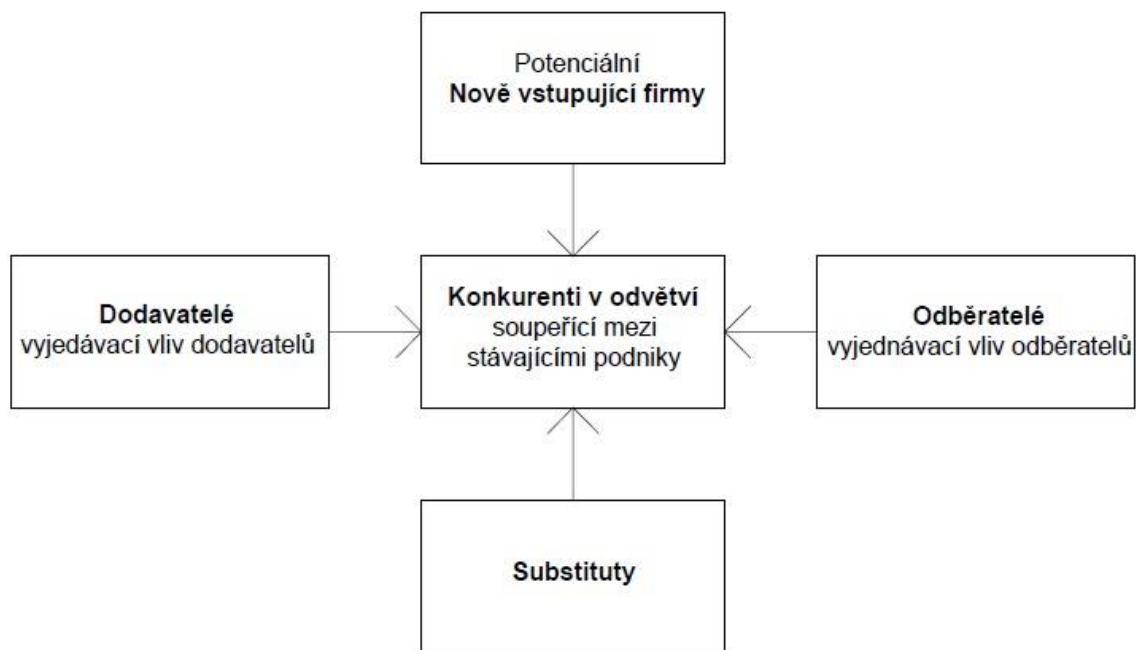 Potenciální
Nově vstupující firmy
Dodavatelé
vyjedávací vliv dodavatelů
Konkurenti v odvětví
soupeřící mezi
stávajícími podniky
Odběratelé
vyjednávací vliv odběratelů
Substituty